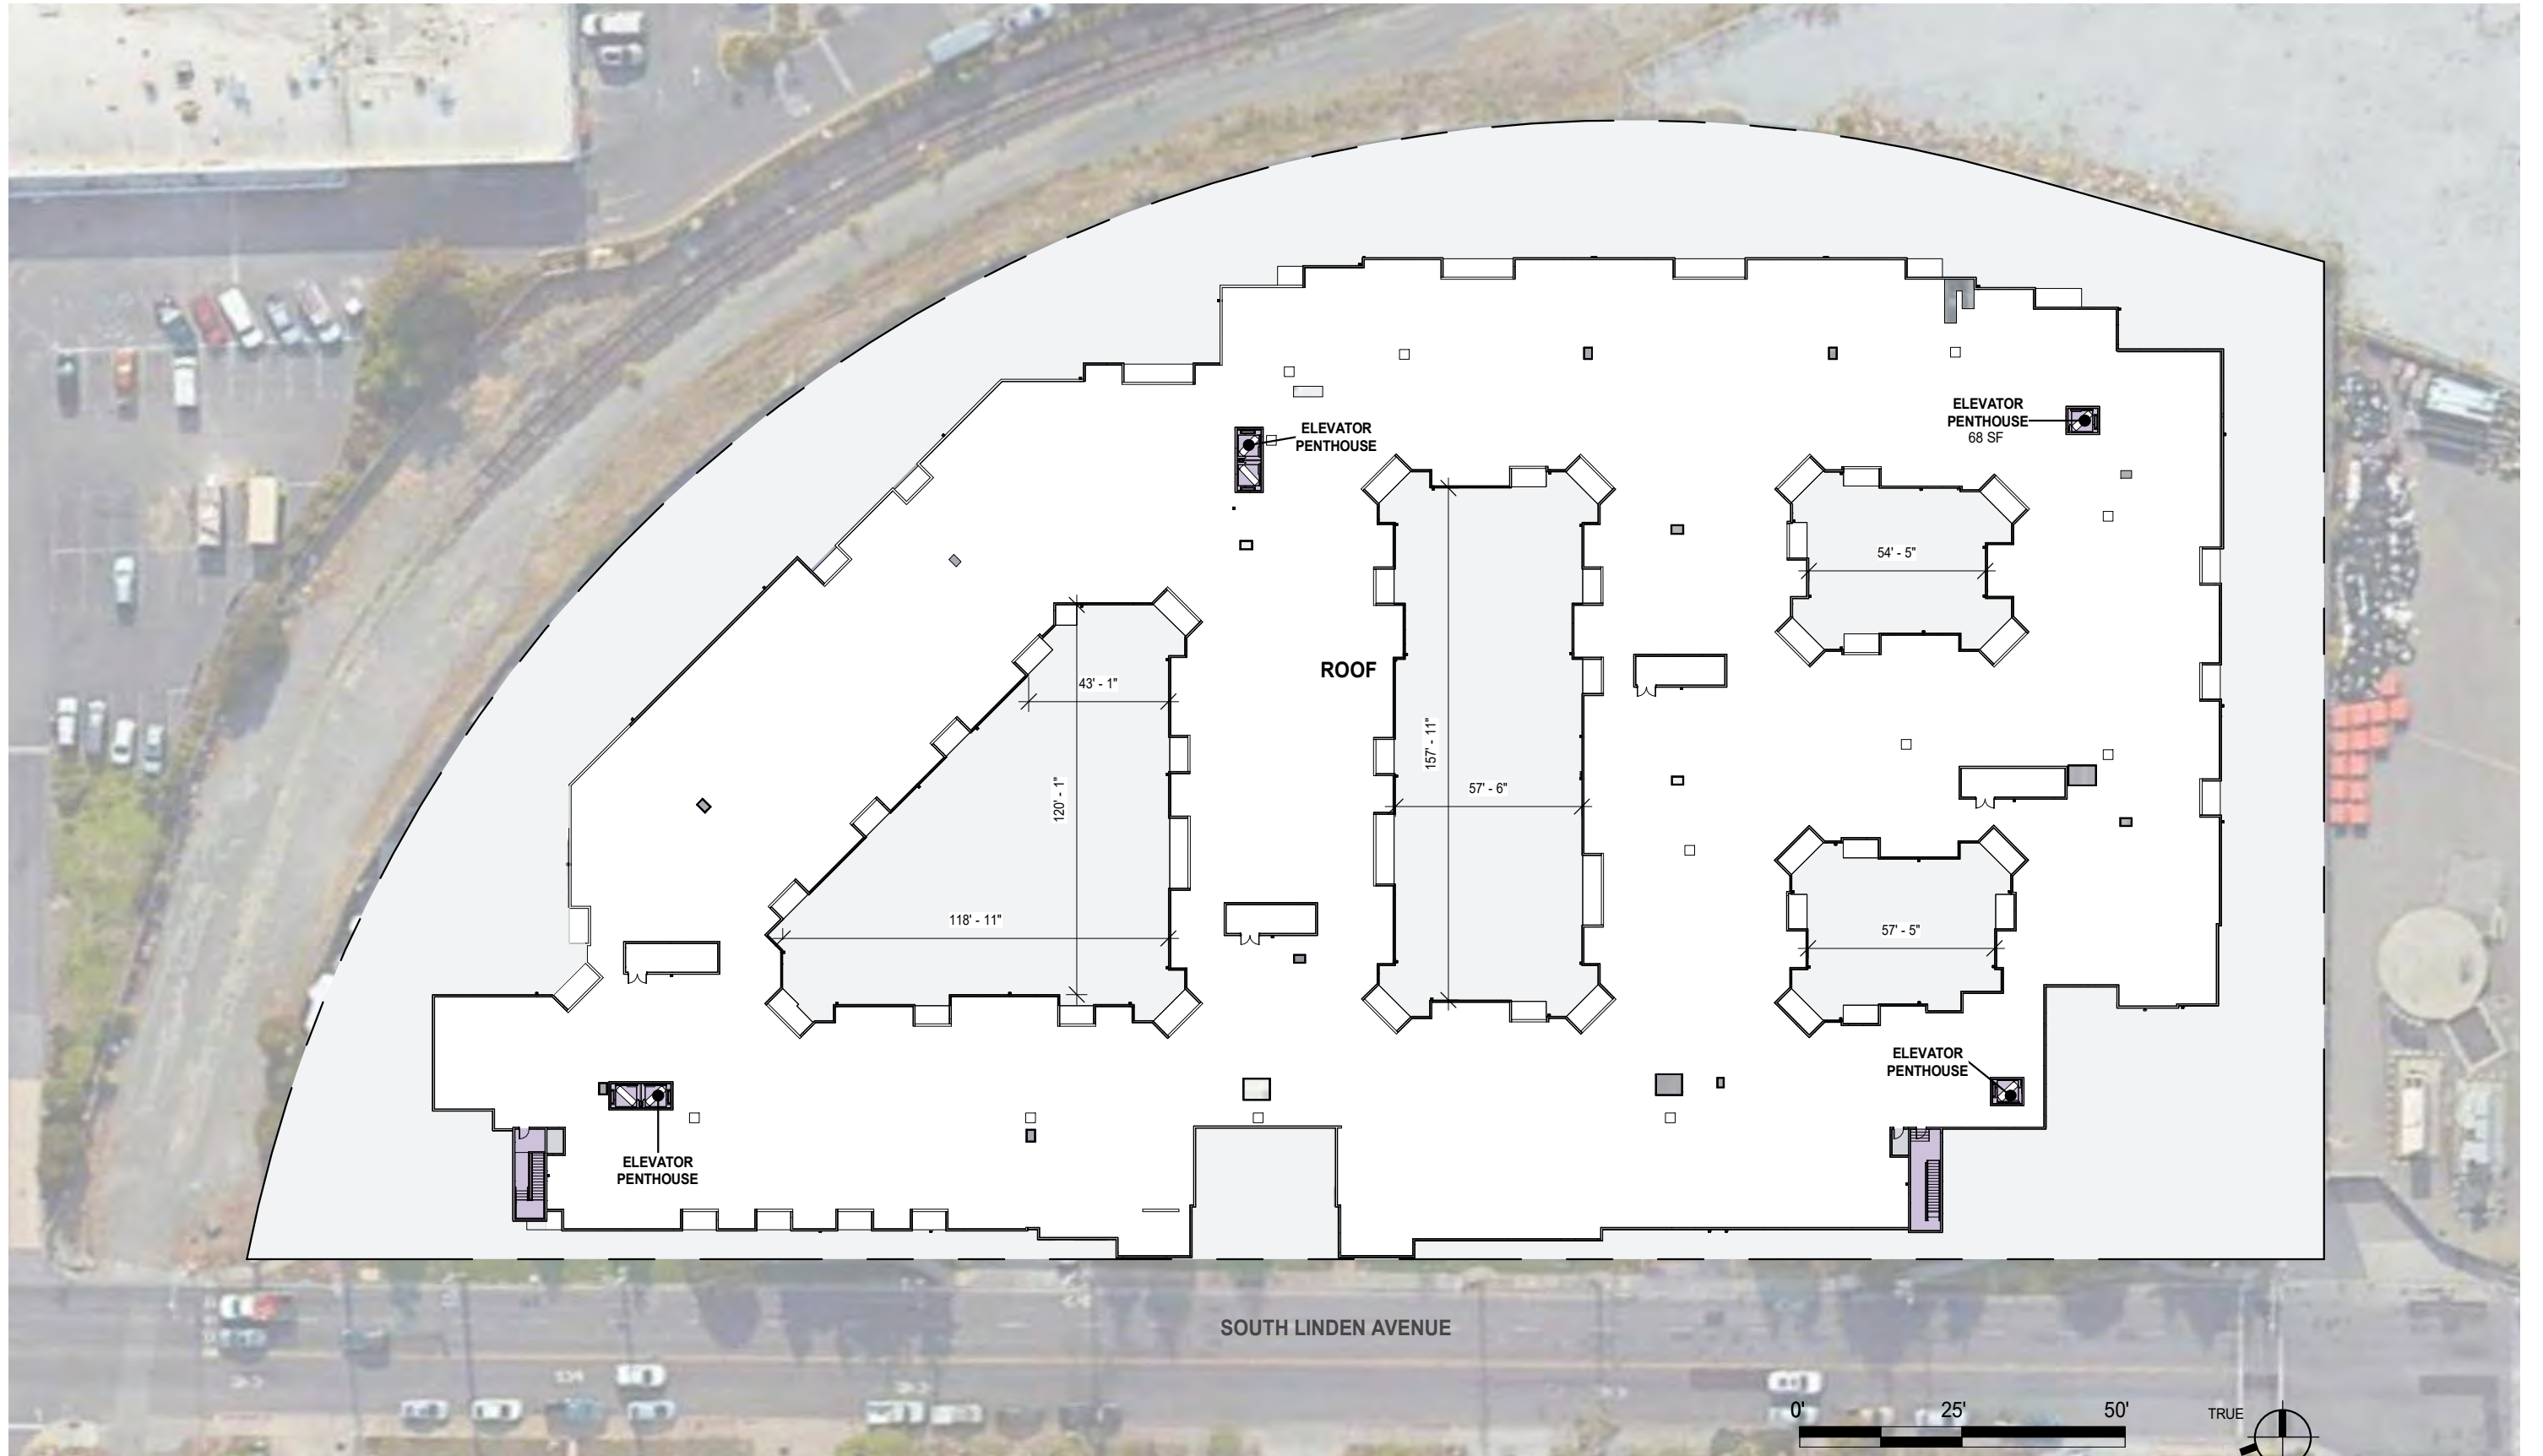 ELEVATOR
PENTHOUSE
68 SF
ELEVATOR
PENTHOUSE
54' - 5"
ROOF
43' - 1"
157' - 11"
120' - 1"
57' - 6"
118' - 11"
57' - 5"
ELEVATOR
PENTHOUSE
ELEVATOR
PENTHOUSE
SOUTH LINDEN AVENUE
0' 25' 50'
TRUE